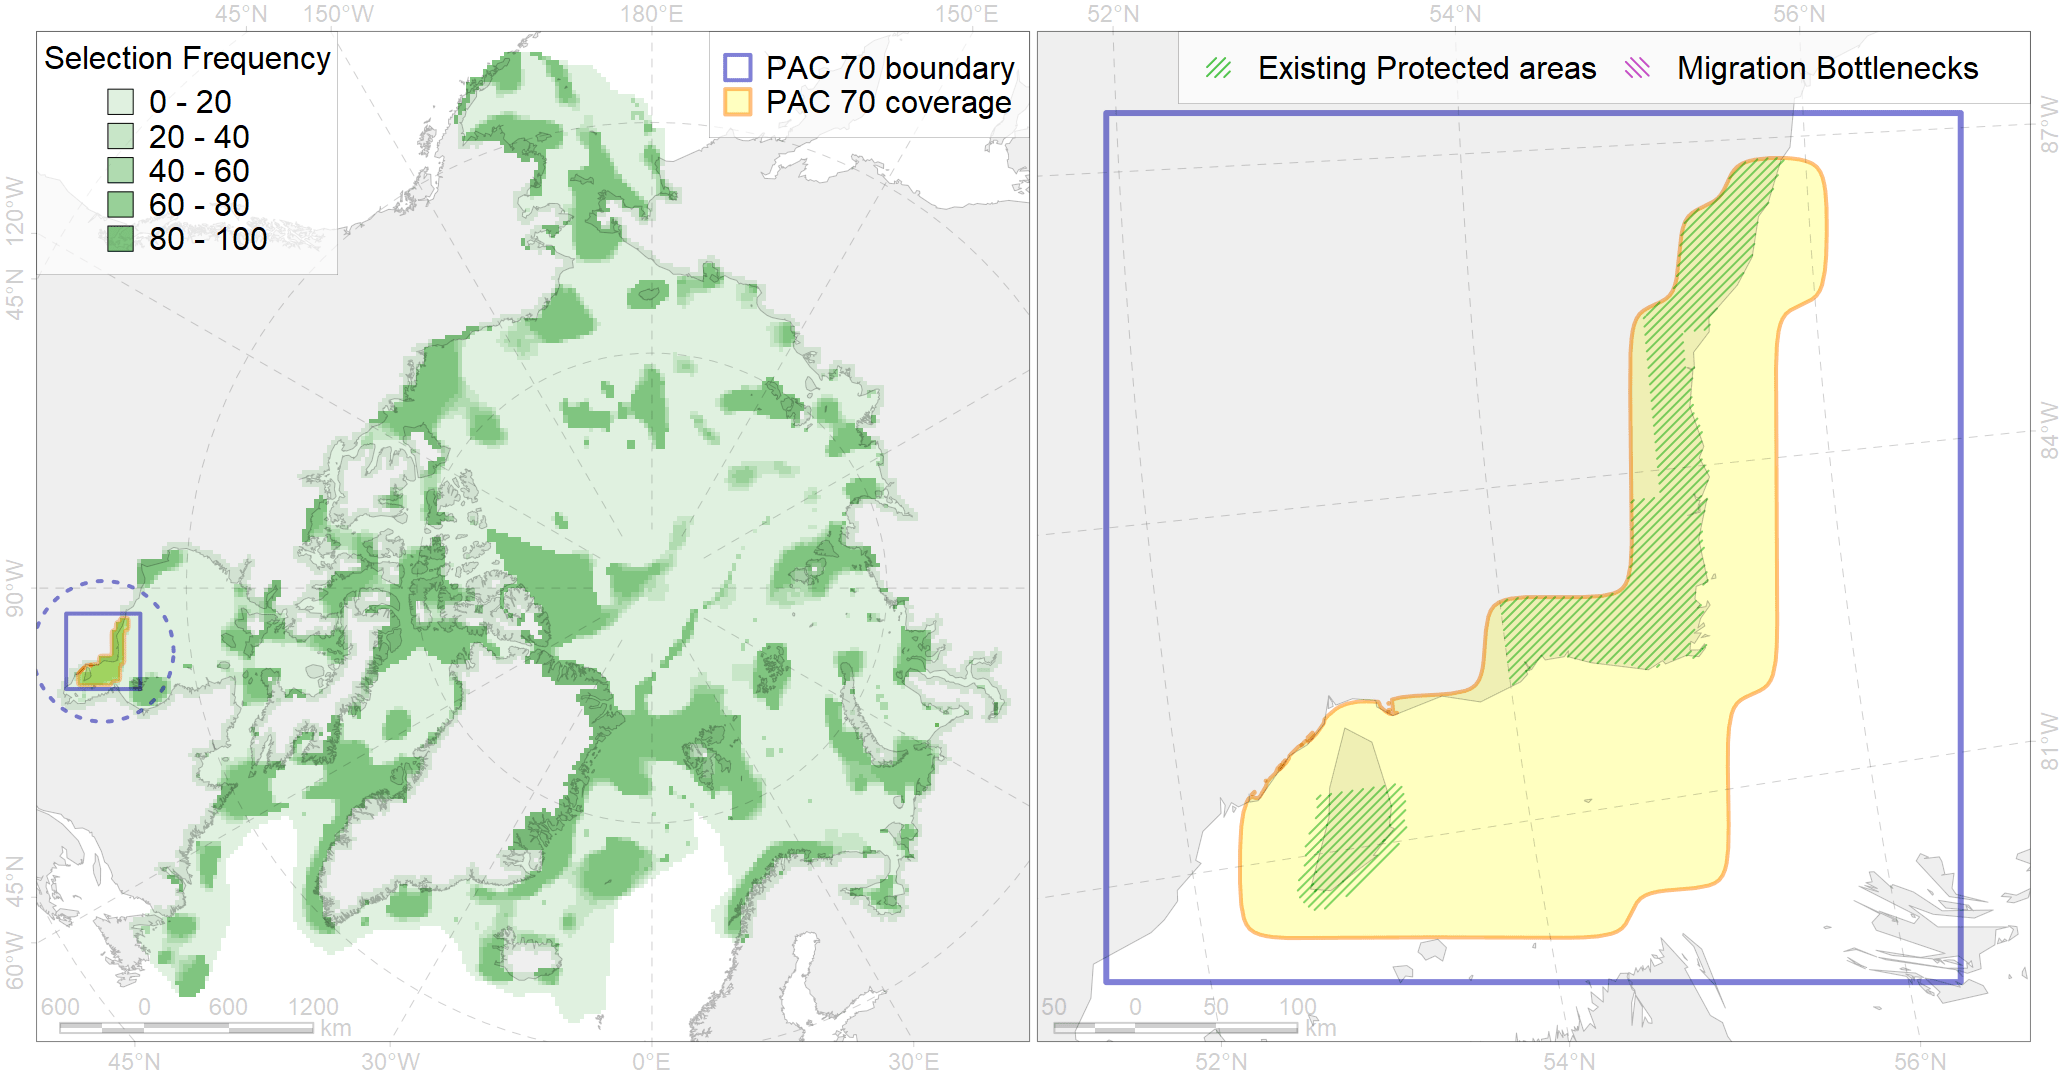 45°N 150°W 180°E 150°E 52°N 54°N 56°N
Selection Frequency
0 - 20
20 - 40
40 - 60
60 - 80
80 - 100
PAC 70 boundary
PAC 70 coverage
Existing Protected areas
Migration Bottlenecks
120°W
45°N
90°W
45°N
60°W
87°W
84°W
81°W
600 0 600 1200
km
50 0 50 100
km
45°N 30°W 0°E 30°E 52°N 54°N 56°N